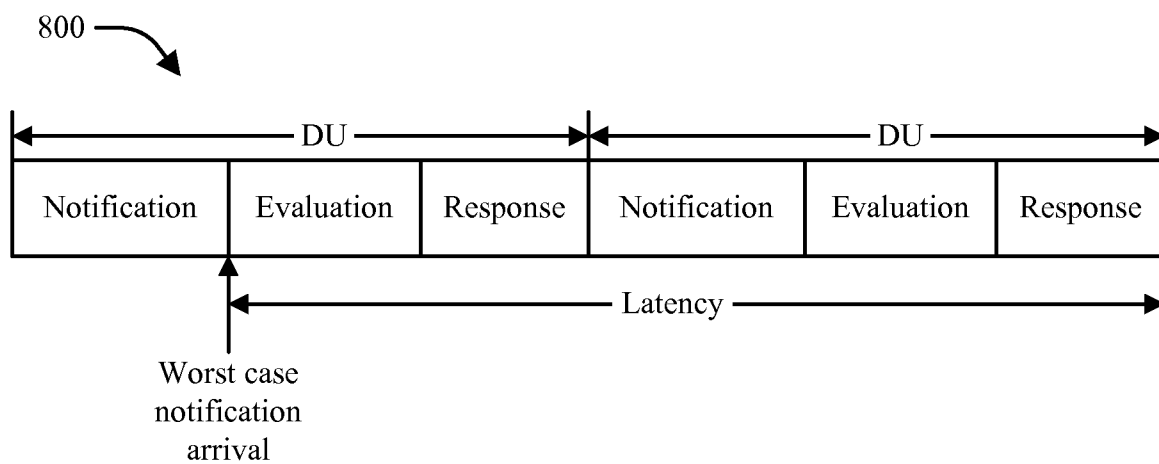 800
DU
DU
Notification
Evaluation
Response
Notification
Evaluation
Response
Latency
Worst case
notification
arrival